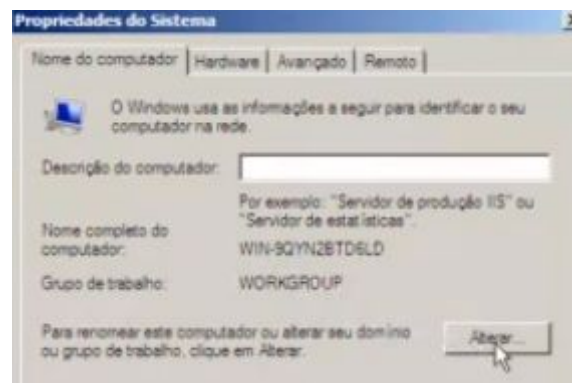 Propriedades do Sistema
Nome do computador Hardware Avançado Remoto
O Windows usa as informações a seguir para identificar o seu
computador na rede.
Descrição do computador:
Por exemplo: "Servidor de produção IIS" ou
"Servidor de estatísticas".
Nome completo do
computador:
WIN-9QYN2BTD6LD
Grupo de trabalho:
WORKGROUP
Para renomear este computador ou alterar seu domínio
ou grupo de trabalho, clique em Alterar.
Alterar...